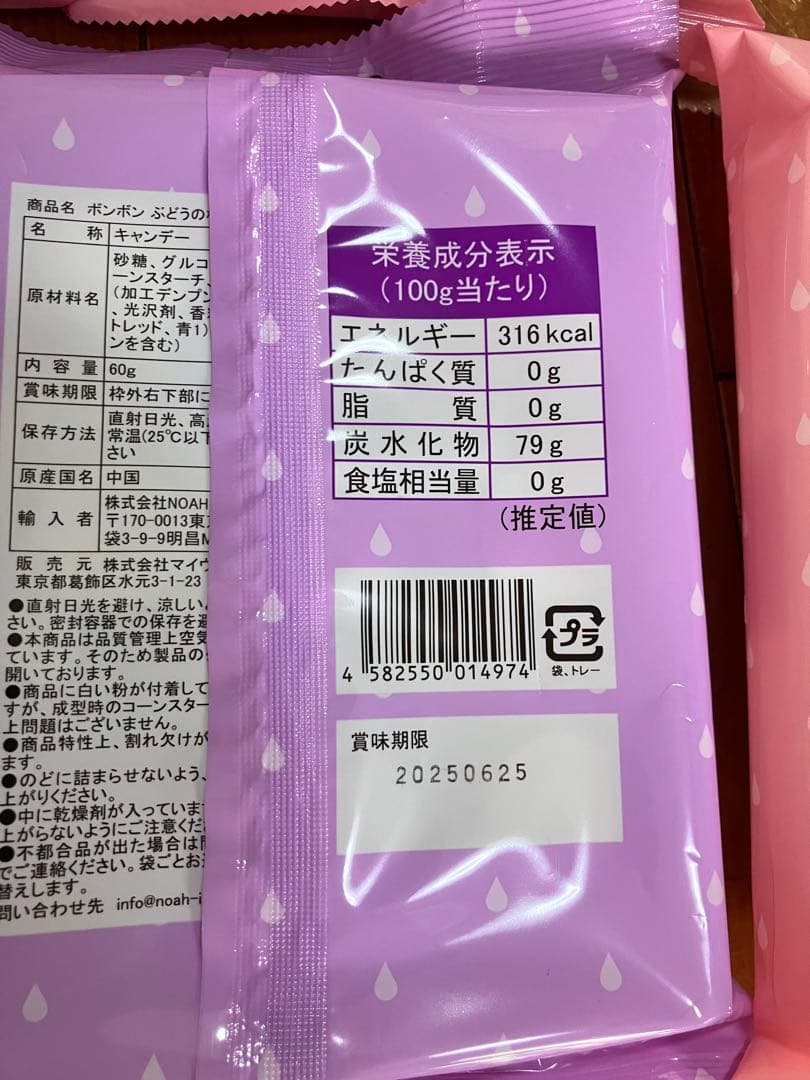 商品名 ボンボン ぶどうの
名 称 キャンデー
原材料名 砂糖、グルコ
ーンスターチ、
(加工デンプン
、光沢剤、香料
トレッド、青1)
ンを含む)
内容量 60g
賞味期限 枠外右下部に
保存方法 直射日光、高
常温(25℃以下
さい
原産国名 中国
輸入者 株式会社NOAH
〒170-0013東
袋3-9-9明昌M
販売元 株式会社マイウ
東京都葛飾区水元3-1-23
●直射日光を避け、涼しい
さい。密封容器での保存を
●本商品は品質管理上空気
ています。そのため製品の
開いております。
●商品に白い粉が付着して
すが、成型時のコーンスター
上問題はございません。
●商品特性上、割れ欠けが
ます。
●のどに詰まらせないよう、
上がりください。
●中に乾燥剤が入っています
上がらないようにご注意くだ
●不都合品が出た場合は
でご連絡ください。袋ごとお
替えします。
問い合わせ先 info@noah-i
栄養成分表示
(100g当たり)
エネルギー 316kcal
たんぱく質 0g
脂質 0g
炭水化物 79g
食塩相当量 0g
(推定値)
4 582550 014974
プラ
袋、トレー
賞味期限
20250625